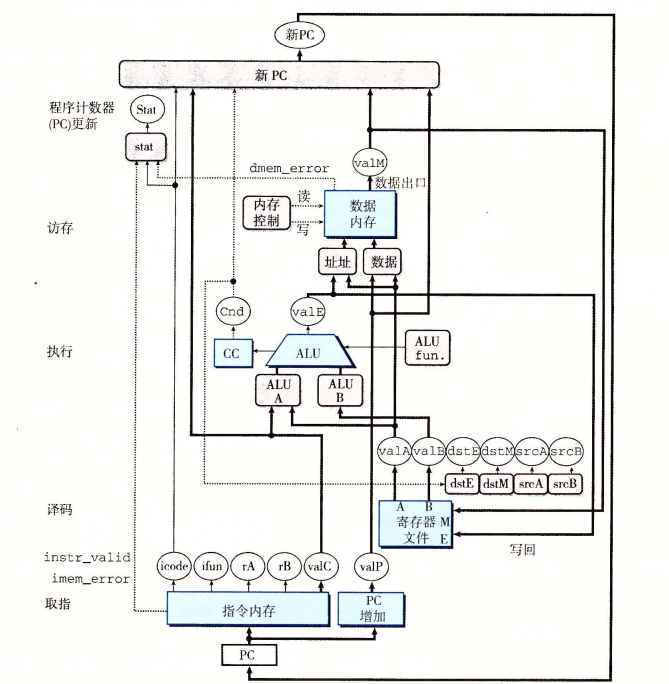 新PC
新 PC
程序计数器
(PC)更新
Stat
stat
dmem_error
valM
数据出口
访存
内存
控制
读
写
数据
内存
址址
数据
执行
Cnd
valE
CC
ALU
ALU
fun.
ALU
A
ALU
B
valA
valB
dstE
dstM
srcA
srcB
dstE
dstM
srcA
srcB
译码
A B
寄存器 M
文件 E
写回
instr_valid
imem_error
icode
ifun
rA
rB
valC
valP
取指
指令内存
PC
增加
PC